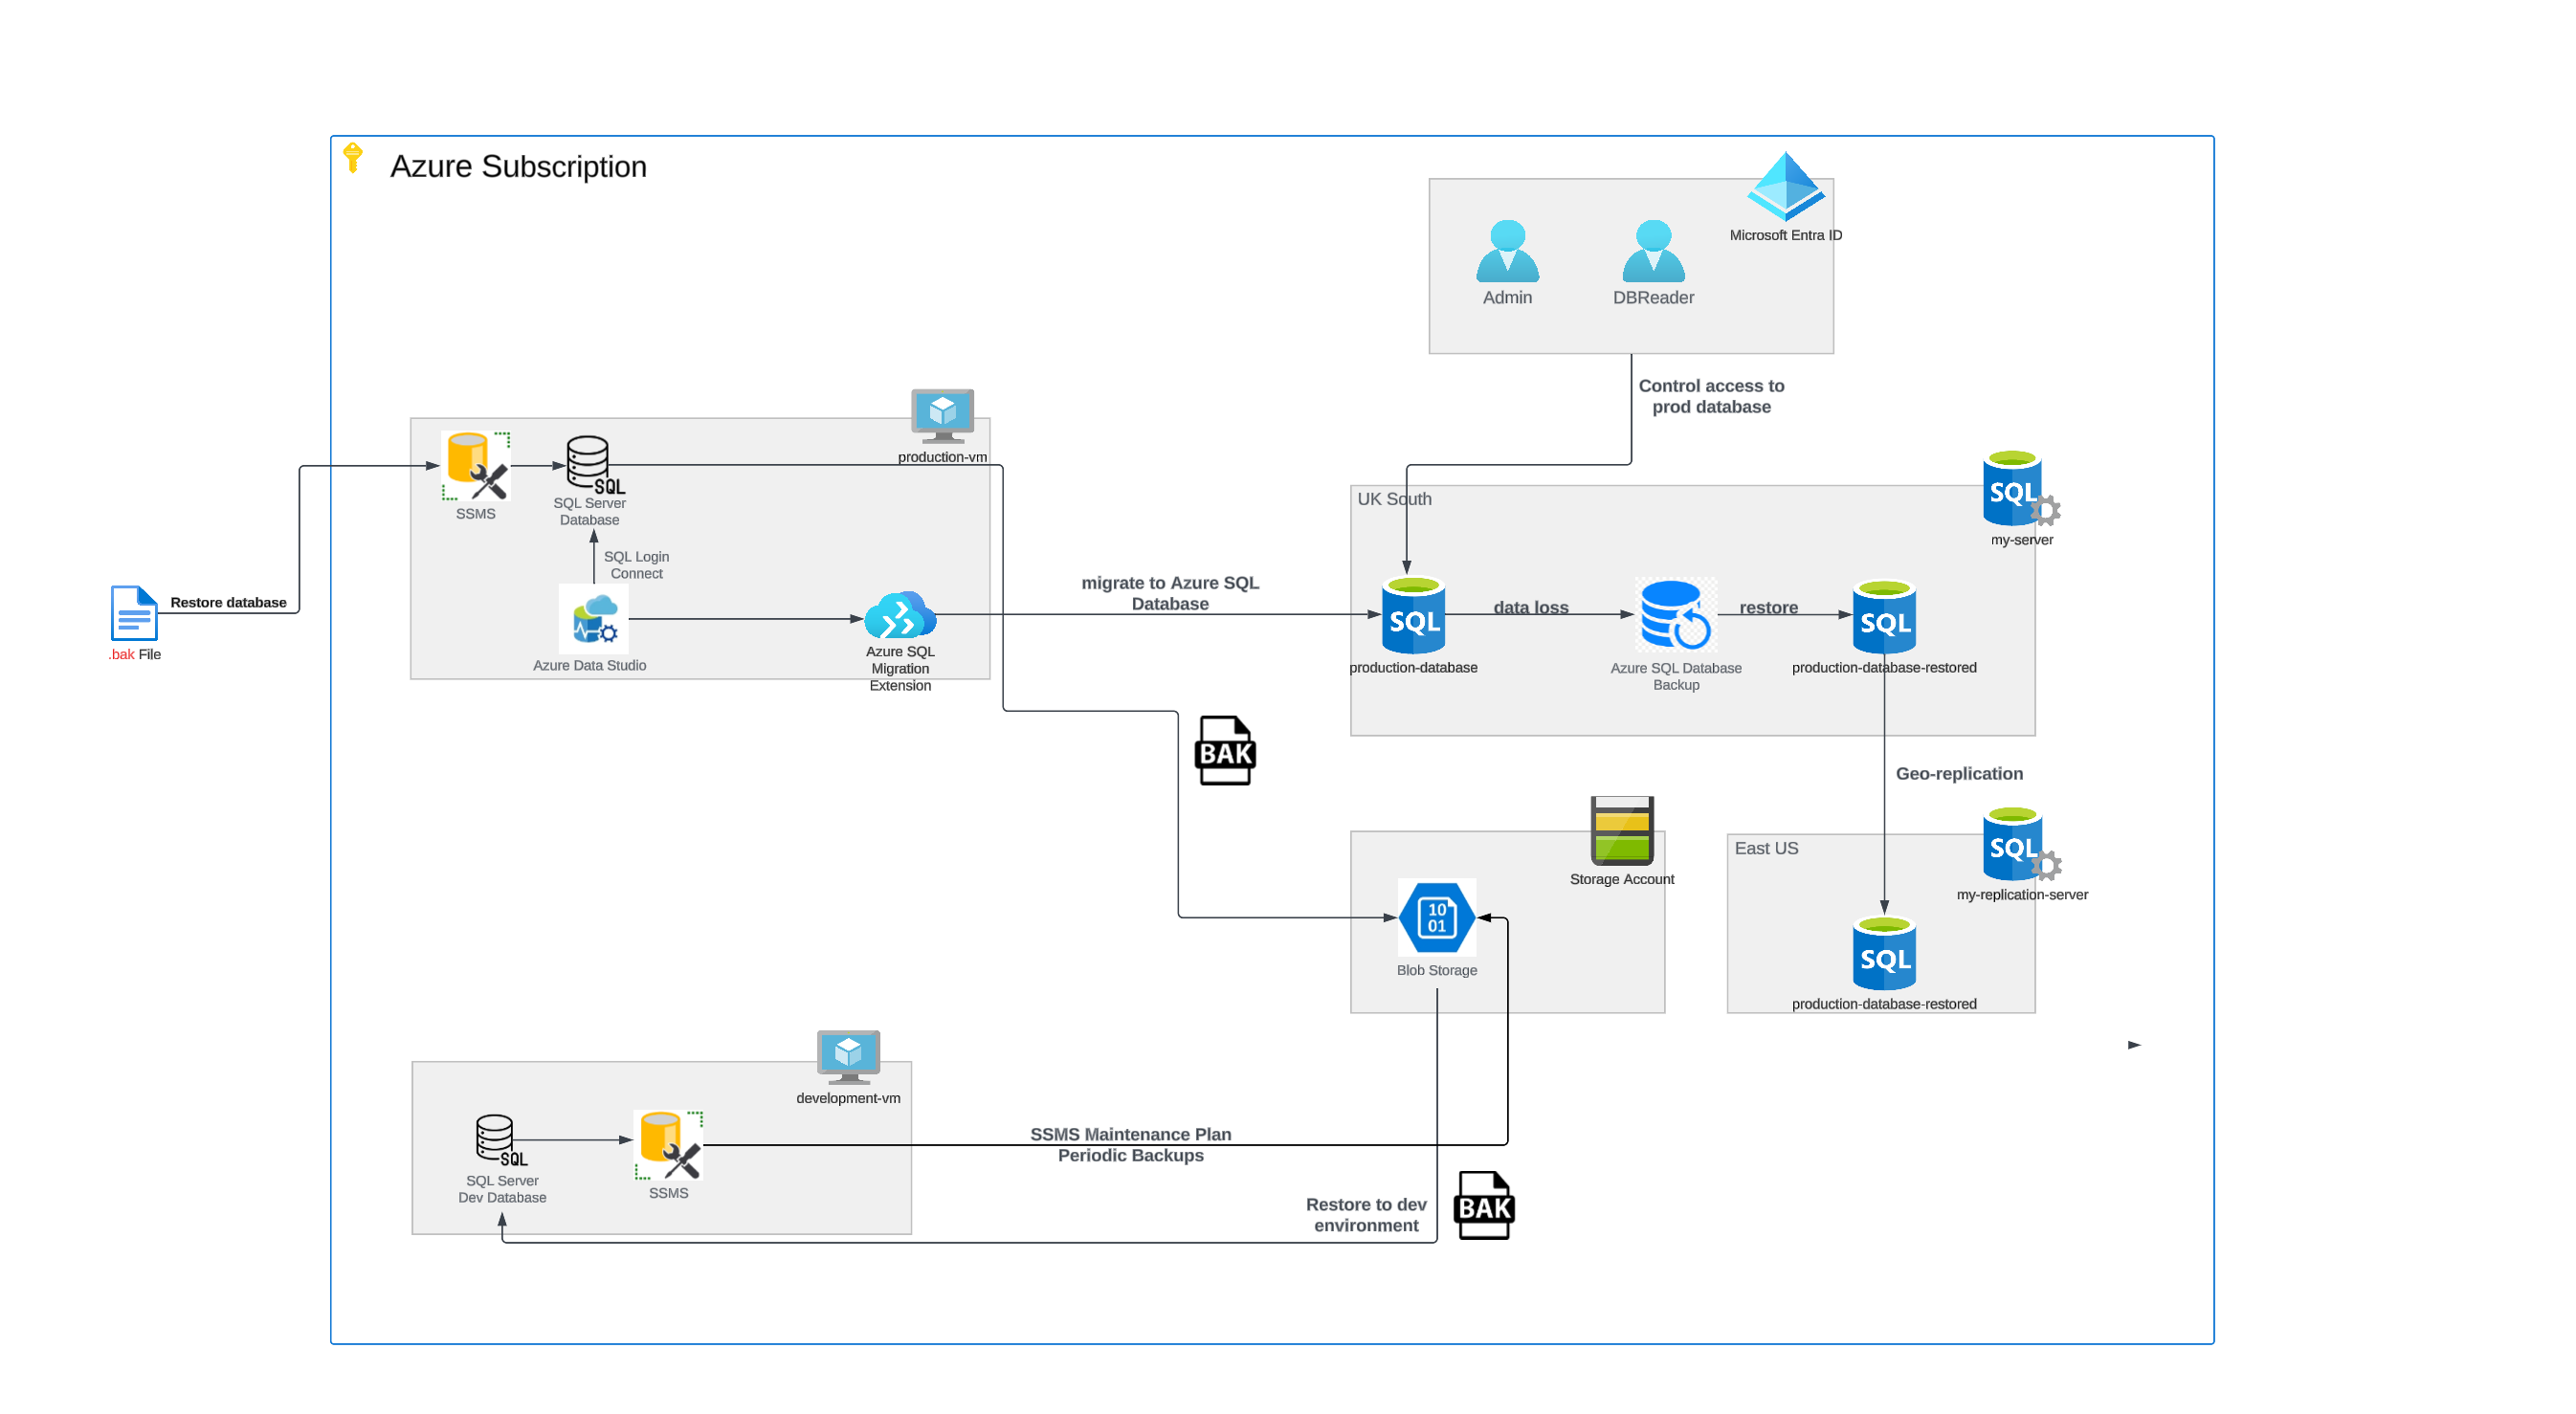 Azure Subscription
Microsoft Entra ID
Admin
DBReader
Control access to
prod database
production-vm
SSMS
SQL
SQL Server
Database
SQL Login
Connect
Azure Data Studio
Azure SQL
Migration
Extension
Restore database
.bak File
migrate to Azure SQL
Database
UK South
SQL
my-server
SQL
production-database
data loss
Azure SQL Database
Backup
restore
SQL
production-database-restored
BAK
Geo-replication
Storage Account
10
01
Blob Storage
East US
SQL
my-replication-server
SQL
production-database-restored
development-vm
SQL
SQL Server
Dev Database
SSMS
SSMS Maintenance Plan
Periodic Backups
Restore to dev
environment
BAK